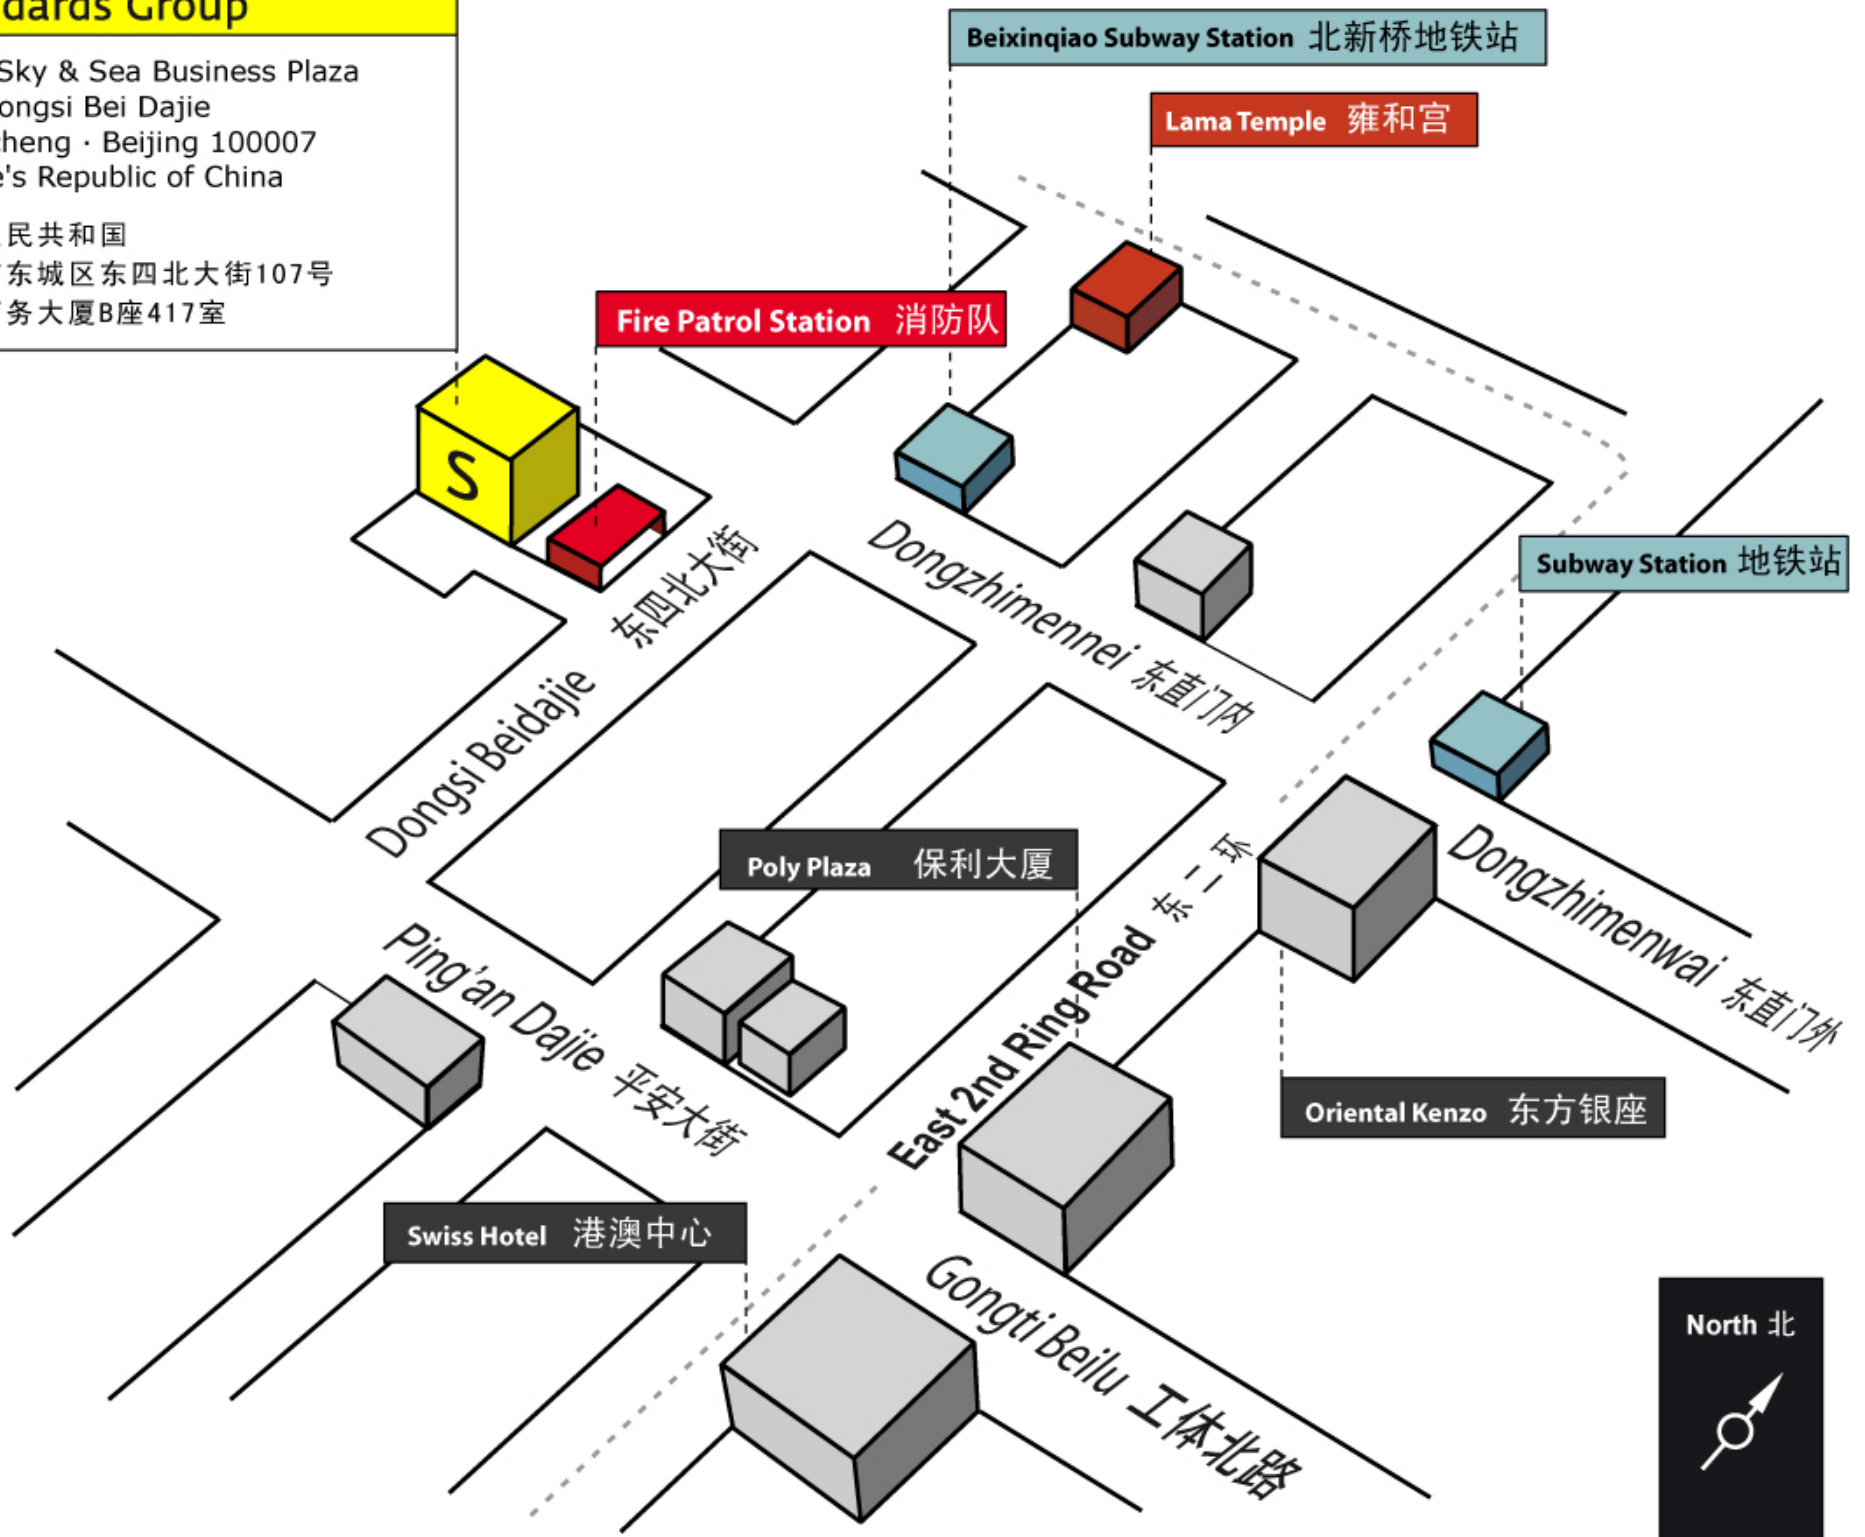 dards Group
Sky & Sea Business Plaza
ongsi Bei Dajie
cheng · Beijing 100007
e's Republic of China
民共和国
东城区东四北大街107号
务大厦B座417室
Beixinqiao Subway Station 北新桥地铁站
Lama Temple 雍和宫
Fire Patrol Station 消防队
S
Dongzhimennei 东直门内
Subway Station 地铁站
Dongsi Beidajie 东四北大街
Poly Plaza 保利大厦
East 2nd Ring Road 东二环
Dongzhimenwai 东直门外
Ping'an Dajie 平安大街
Oriental Kenzo 东方银座
Swiss Hotel 港澳中心
Gongti Beilu 工体北路
North 北